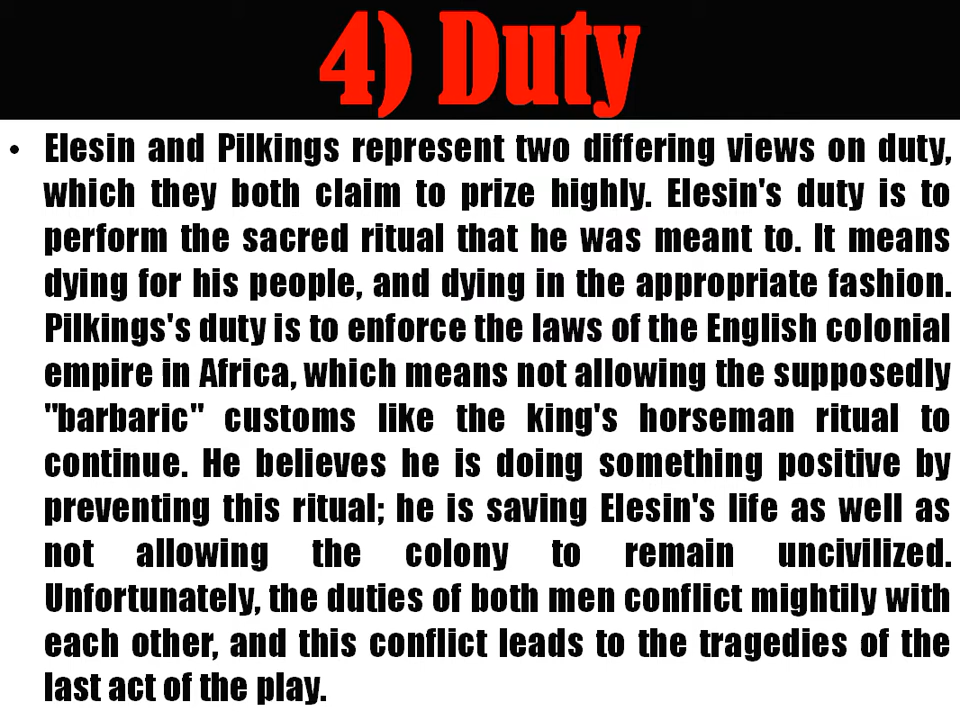 4) Duty
• Elesin and Pilkings represent two differing views on duty,
which they both claim to prize highly. Elesin's duty is to
perform the sacred ritual that he was meant to. It means
dying for his people, and dying in the appropriate fashion.
Pilkings's duty is to enforce the laws of the English colonial
empire in Africa, which means not allowing the supposedly
"barbaric" customs like the king's horseman ritual to
continue. He believes he is doing something positive by
preventing this ritual; he is saving Elesin's life as well as
not allowing the colony to remain uncivilized.
Unfortunately, the duties of both men conflict mightily with
each other, and this conflict leads to the tragedies of the
last act of the play.